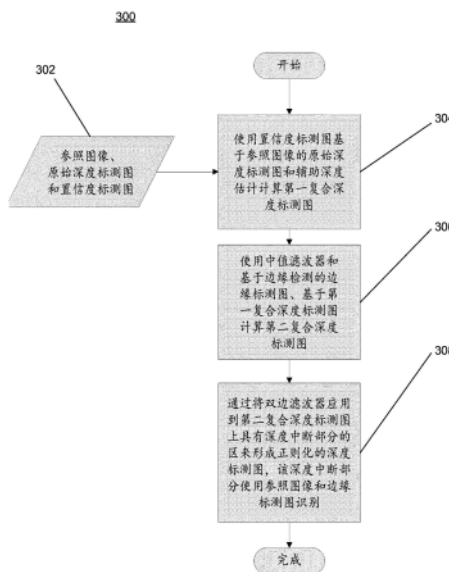 300
302
开始
304
参照图像、
原始深度标测图
和置信度标测图
使用置信度标测图基
于参照图像的原始深
度标测图和辅助深度
估计计算第一复合深
度标测图
306
使用中值滤波器和
基于边缘检测的边
缘标测图、基于第
一复合深度标测图
计算第二复合深度
标测图
308
通过将双边滤波器应用
到第二复合深度标测图
上具有深度中断部分的
区来形成正则化的深度
标测图，该深度中断部
分使用参照图像和边缘
标测图识别
完成